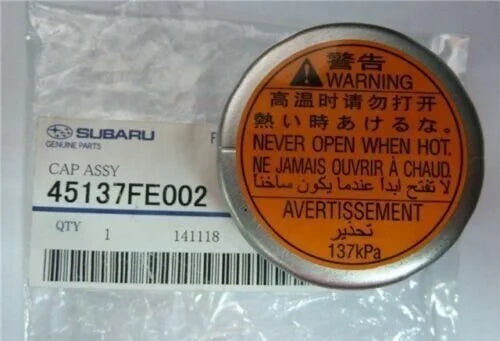 SUBARU
GENUINE PARTS
CAP ASSY
45137FE002
QTY 1 141118
警告
WARNING
高温时请勿打开
熱い時あけるな。
NEVER OPEN WHEN HOT.
NE JAMAIS OUVRIR À CHAUD.
لا تفتح ابدا عندما يكون ساخناً
AVERTISSEMENT
تحذير
137kPa